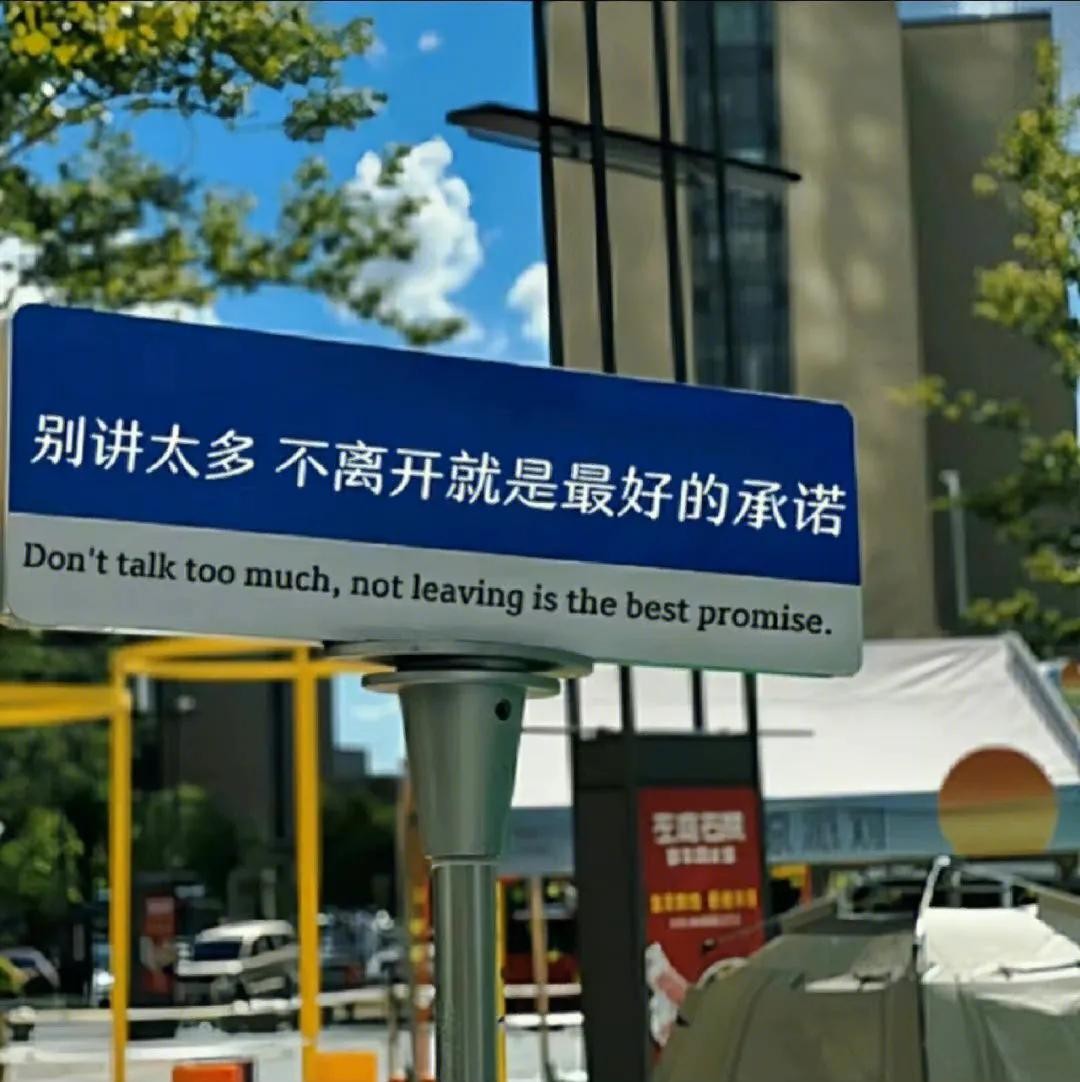 别讲太多 不离开就是最好的承诺
Don't talk too much, not leaving is the best promise.